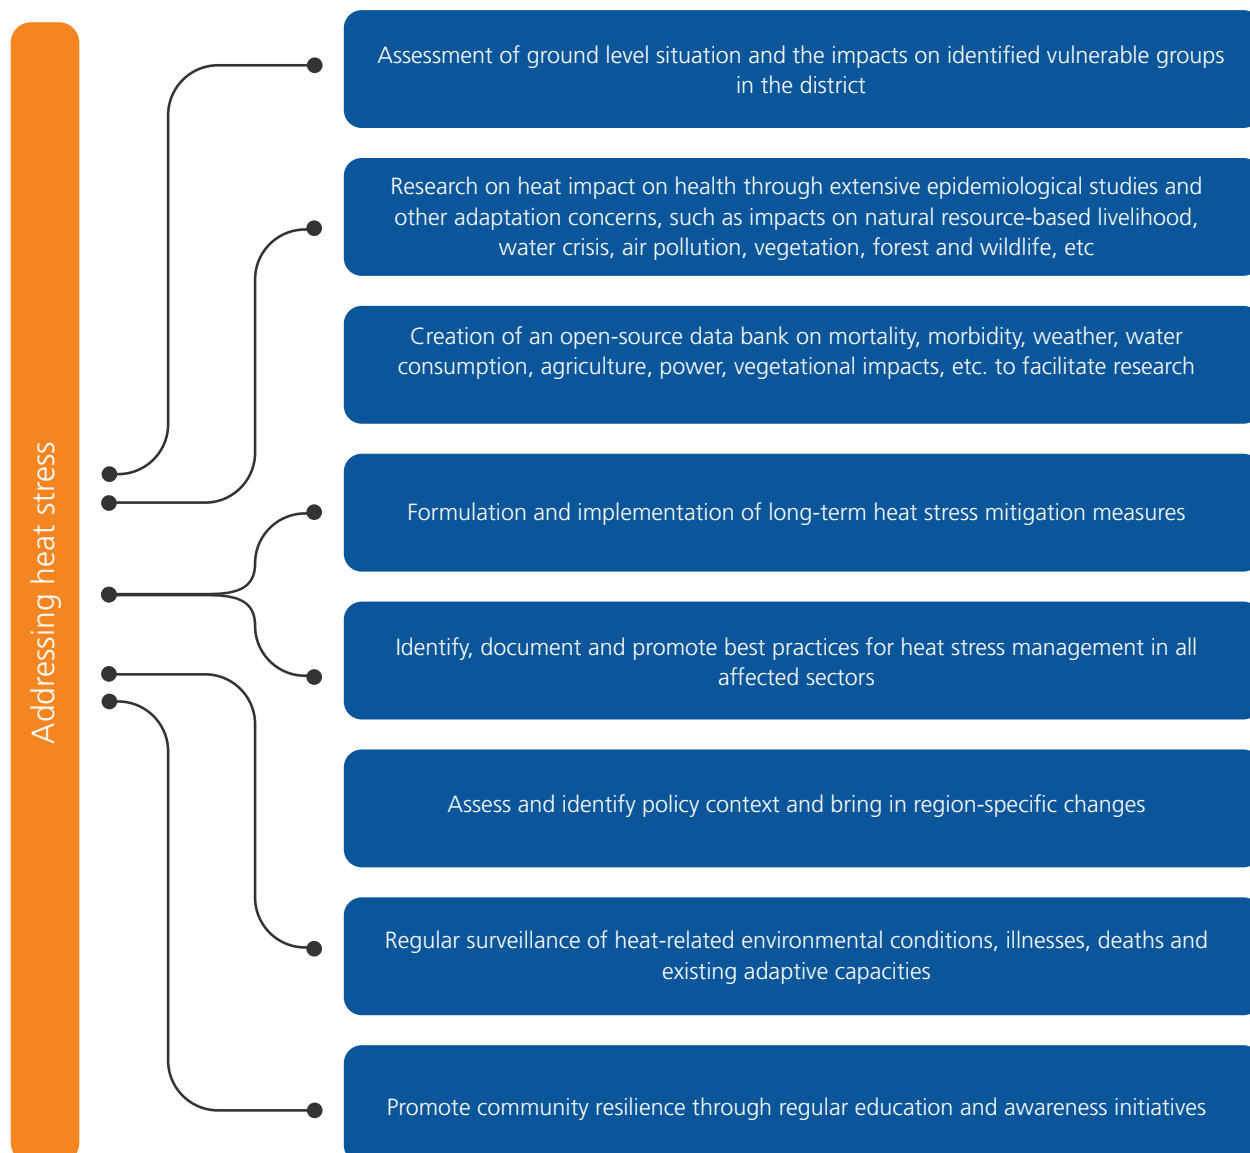 Addressing heat stress
Assessment of ground level situation and the impacts on identified vulnerable groups
in the district
Research on heat impact on health through extensive epidemiological studies and
other adaptation concerns, such as impacts on natural resource-based livelihood,
water crisis, air pollution, vegetation, forest and wildlife, etc
Creation of an open-source data bank on mortality, morbidity, weather, water
consumption, agriculture, power, vegetational impacts, etc. to facilitate research
Formulation and implementation of long-term heat stress mitigation measures
Identify, document and promote best practices for heat stress management in all
affected sectors
Assess and identify policy context and bring in region-specific changes
Regular surveillance of heat-related environmental conditions, illnesses, deaths and
existing adaptive capacities
Promote community resilience through regular education and awareness initiatives